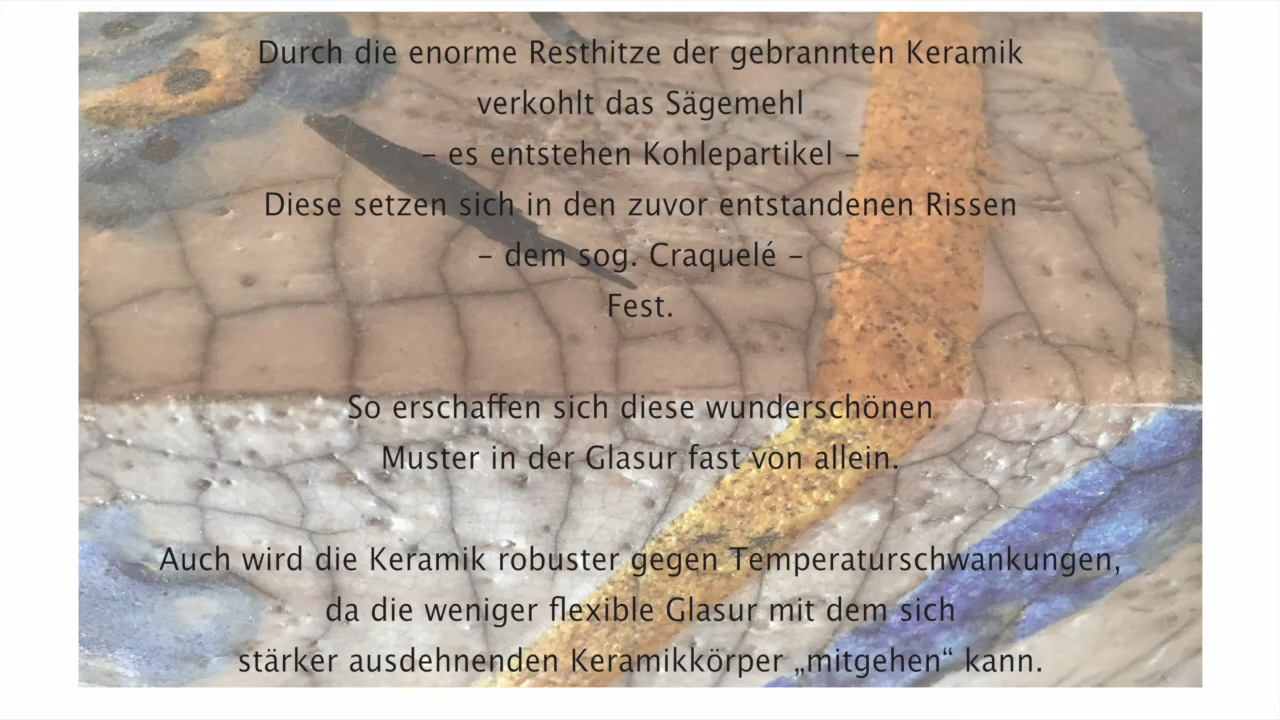 Durch die enorme Resthitze der gebrannten Keramik
verkohlt das Sägemehl
– es entstehen Kohlepartikel –
Diese setzen sich in den zuvor entstandenen Rissen
– dem sog. Craquelé –
Fest.
So erschaffen sich diese wunderschönen
Muster in der Glasur fast von allein.
Auch wird die Keramik robuster gegen Temperaturschwankungen,
da die weniger flexible Glasur mit dem sich
stärker ausdehnenden Keramikkörper „mitgehen“ kann.